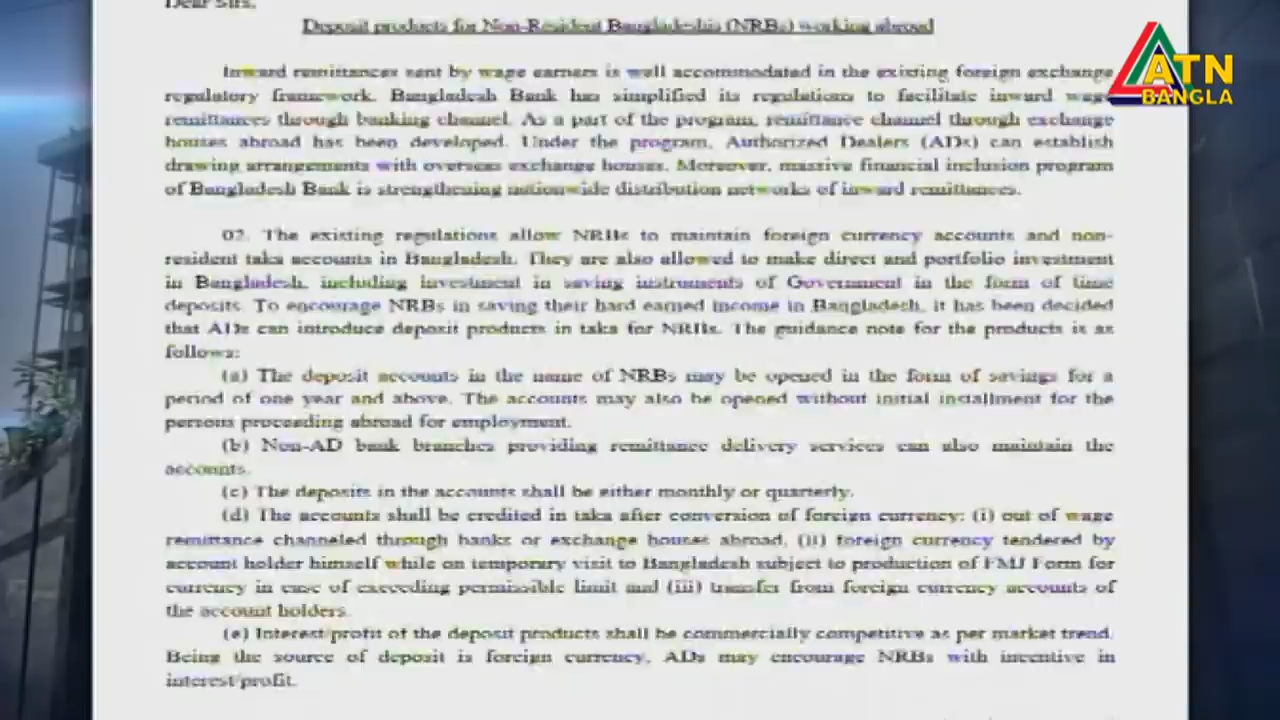 Dear Sirs,
Deposit products for Non-Resident Bangladeshis (NRBs) working abroad
ATN
BANGLA
Inward remittances sent by wage earners is well accommodated in the existing foreign exchange
regulatory framework. Bangladesh Bank has simplified its regulations to facilitate inward wage
remittances through banking channel. As a part of the program, remittance channel through exchange
houses abroad has been developed. Under the program, Authorized Dealers (ADs) can establish
drawing arrangements with overseas exchange houses. Moreover, massive financial inclusion program
of Bangladesh Bank is strengthening nationwide distribution networks of inward remittances.
02. The existing regulations allow NRBs to maintain foreign currency accounts and non-
resident taka accounts in Bangladesh. They are also allowed to make direct and portfolio investment
in Bangladesh, including investment in saving instruments of Government in the form of time
deposits. To encourage NRBs in saving their hard earned income in Bangladesh, it has been decided
that ADs can introduce deposit products in taka for NRBs. The guidance note for the products is as
follows:
(a) The deposit accounts in the name of NRBs may be opened in the form of savings for a
period of one year and above. The accounts may also be opened without initial installment for the
persons proceeding abroad for employment.
(b) Non-AD bank branches providing remittance delivery services can also maintain the
accounts.
(c) The deposits in the accounts shall be either monthly or quarterly.
(d) The accounts shall be credited in taka after conversion of foreign currency: (i) out of wage
remittance channeled through banks or exchange houses abroad, (ii) foreign currency tendered by
account holder himself while on temporary visit to Bangladesh subject to production of FMJ Form for
currency in case of exceeding permissible limit and (iii) transfer from foreign currency accounts of
the account holders.
(e) Interest/profit of the deposit products shall be commercially competitive as per market trend.
Being the source of deposit is foreign currency, ADs may encourage NRBs with incentive in
interest/profit.